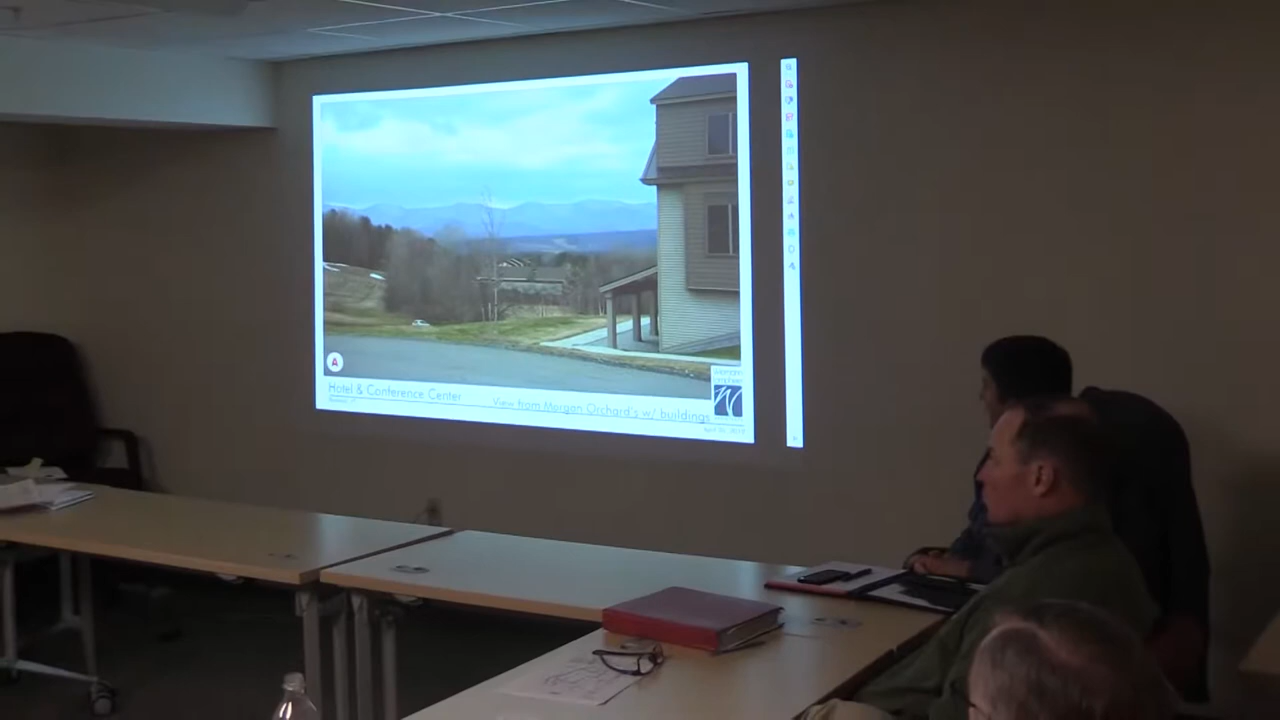 A
Hotel & Conference Center
View from Morgan Orchard's w/ buildings